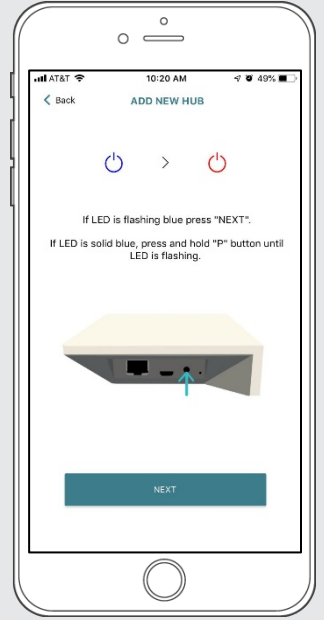 AT&T 10:20 AM 49%
Back ADD NEW HUB
>
If LED is flashing blue press "NEXT".
If LED is solid blue, press and hold "P" button until
LED is flashing.
NEXT